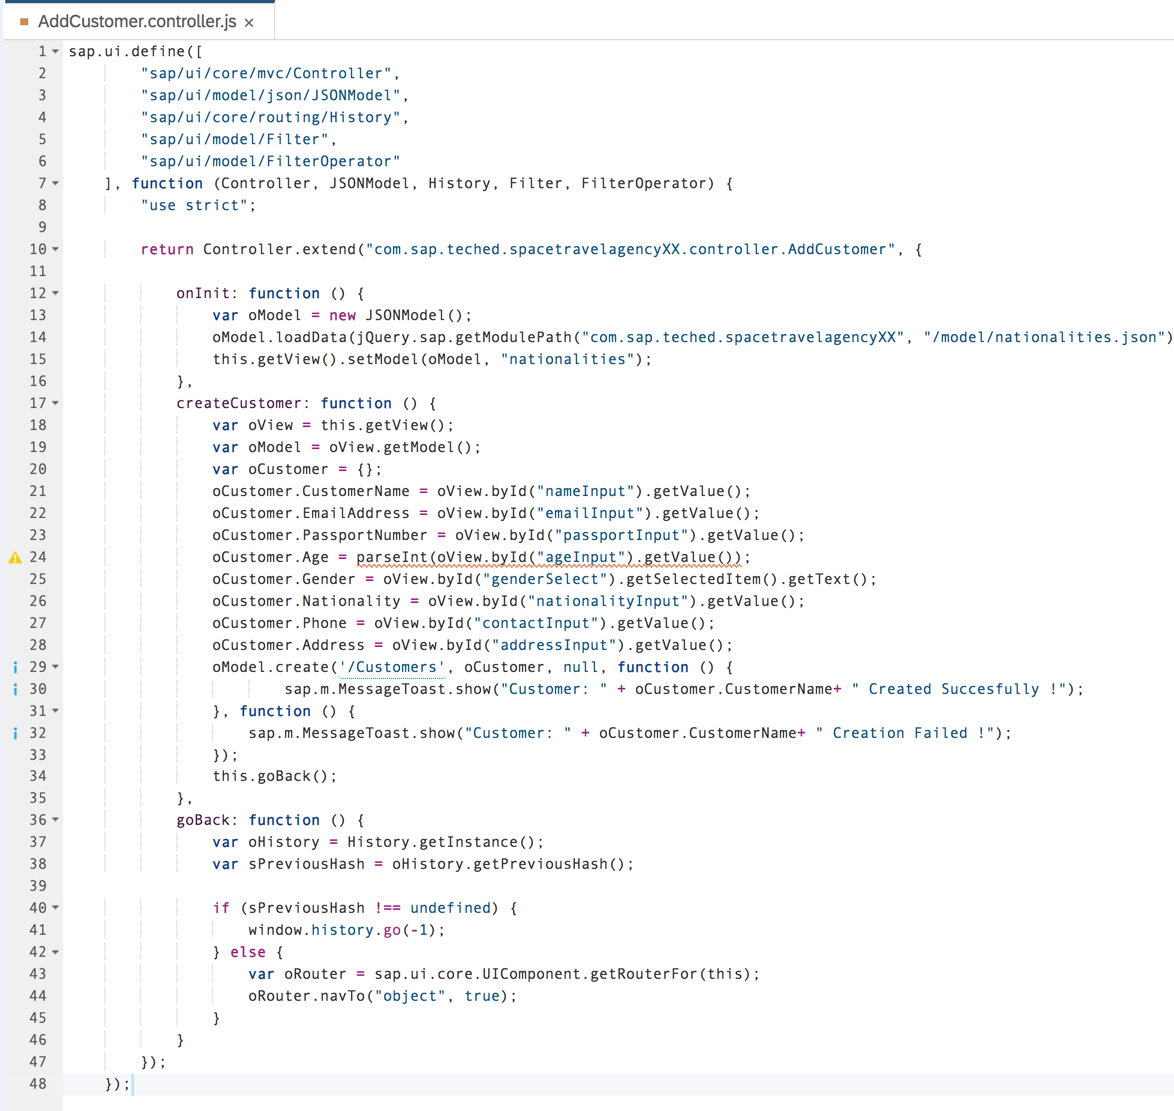 AddCustomer.controller.js ×
1 sap.ui.define([
2 "sap/ui/core/mvc/Controller",
3 "sap/ui/model/json/JSONModel",
4 "sap/ui/core/routing/History",
5 "sap/ui/model/Filter",
6 "sap/ui/model/FilterOperator"
7 ], function (Controller, JSONModel, History, Filter, FilterOperator) {
8 "use strict";
9
10 return Controller.extend("com.sap.teched.spacetravelagencyXX.controller.AddCustomer", {
11
12 onInit: function () {
13 var oModel = new JSONModel();
14 oModel.loadData(jQuery.sap.getModulePath("com.sap.teched.spacetravelagencyXX", "/model/nationalities.json")
15 this.getView().setModel(oModel, "nationalities");
16 },
17 createCustomer: function () {
18 var oView = this.getView();
19 var oModel = oView.getModel();
20 var oCustomer = {};
21 oCustomer.CustomerName = oView.byId("nameInput").getValue();
22 oCustomer.EmailAddress = oView.byId("emailInput").getValue();
23 oCustomer.PassportNumber = oView.byId("passportInput").getValue();
24 oCustomer.Age = parseInt(oView.byId("ageInput").getValue());
25 oCustomer.Gender = oView.byId("genderSelect").getSelectedItem().getText();
26 oCustomer.Nationality = oView.byId("nationalityInput").getValue();
27 oCustomer.Phone = oView.byId("contactInput").getValue();
28 oCustomer.Address = oView.byId("addressInput").getValue();
29 oModel.create('/Customers', oCustomer, null, function () {
30 sap.m.MessageToast.show("Customer: " + oCustomer.CustomerName+ " Created Succesfully !");
31 }, function () {
32 sap.m.MessageToast.show("Customer: " + oCustomer.CustomerName+ " Creation Failed !");
33 });
34 this.goBack();
35 },
36 goBack: function () {
37 var oHistory = History.getInstance();
38 var sPreviousHash = oHistory.getPreviousHash();
39
40 if (sPreviousHash !== undefined) {
41 window.history.go(-1);
42 } else {
43 var oRouter = sap.ui.core.UIComponent.getRouterFor(this);
44 oRouter.navTo("object", true);
45 }
46 }
47 });
48 });